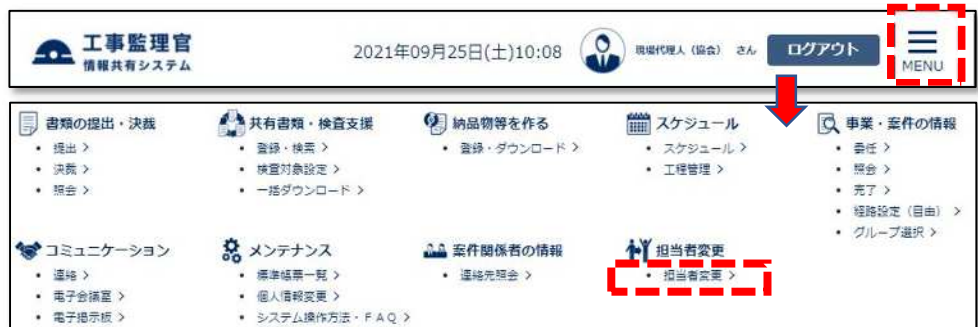 工事監理官
情報共有システム
2021年09月25日(土)10:08
現場代理人（協会） さん
ログアウト
MENU
書類の提出・決裁
・ 提出 >
・ 決裁 >
・ 照会 >
共有書類・検査支援
・ 登録・検索 >
・ 検査対象設定 >
・ 一括ダウンロード >
納品物等を作る
・ 登録・ダウンロード >
スケジュール
・ スケジュール >
・ 工程管理 >
事業・案件の情報
・ 委任 >
・ 照会 >
・ 完了 >
・ 経路設定（自由） >
・ グループ選択 >
コミュニケーション
・ 連絡 >
・ 電子会議室 >
・ 電子掲示板 >
メンテナンス
・ 標準帳票一覧 >
・ 個人情報変更 >
・ システム操作方法・ＦＡＱ >
案件関係者の情報
・ 連絡先照会 >
担当者変更
・ 担当者変更 >